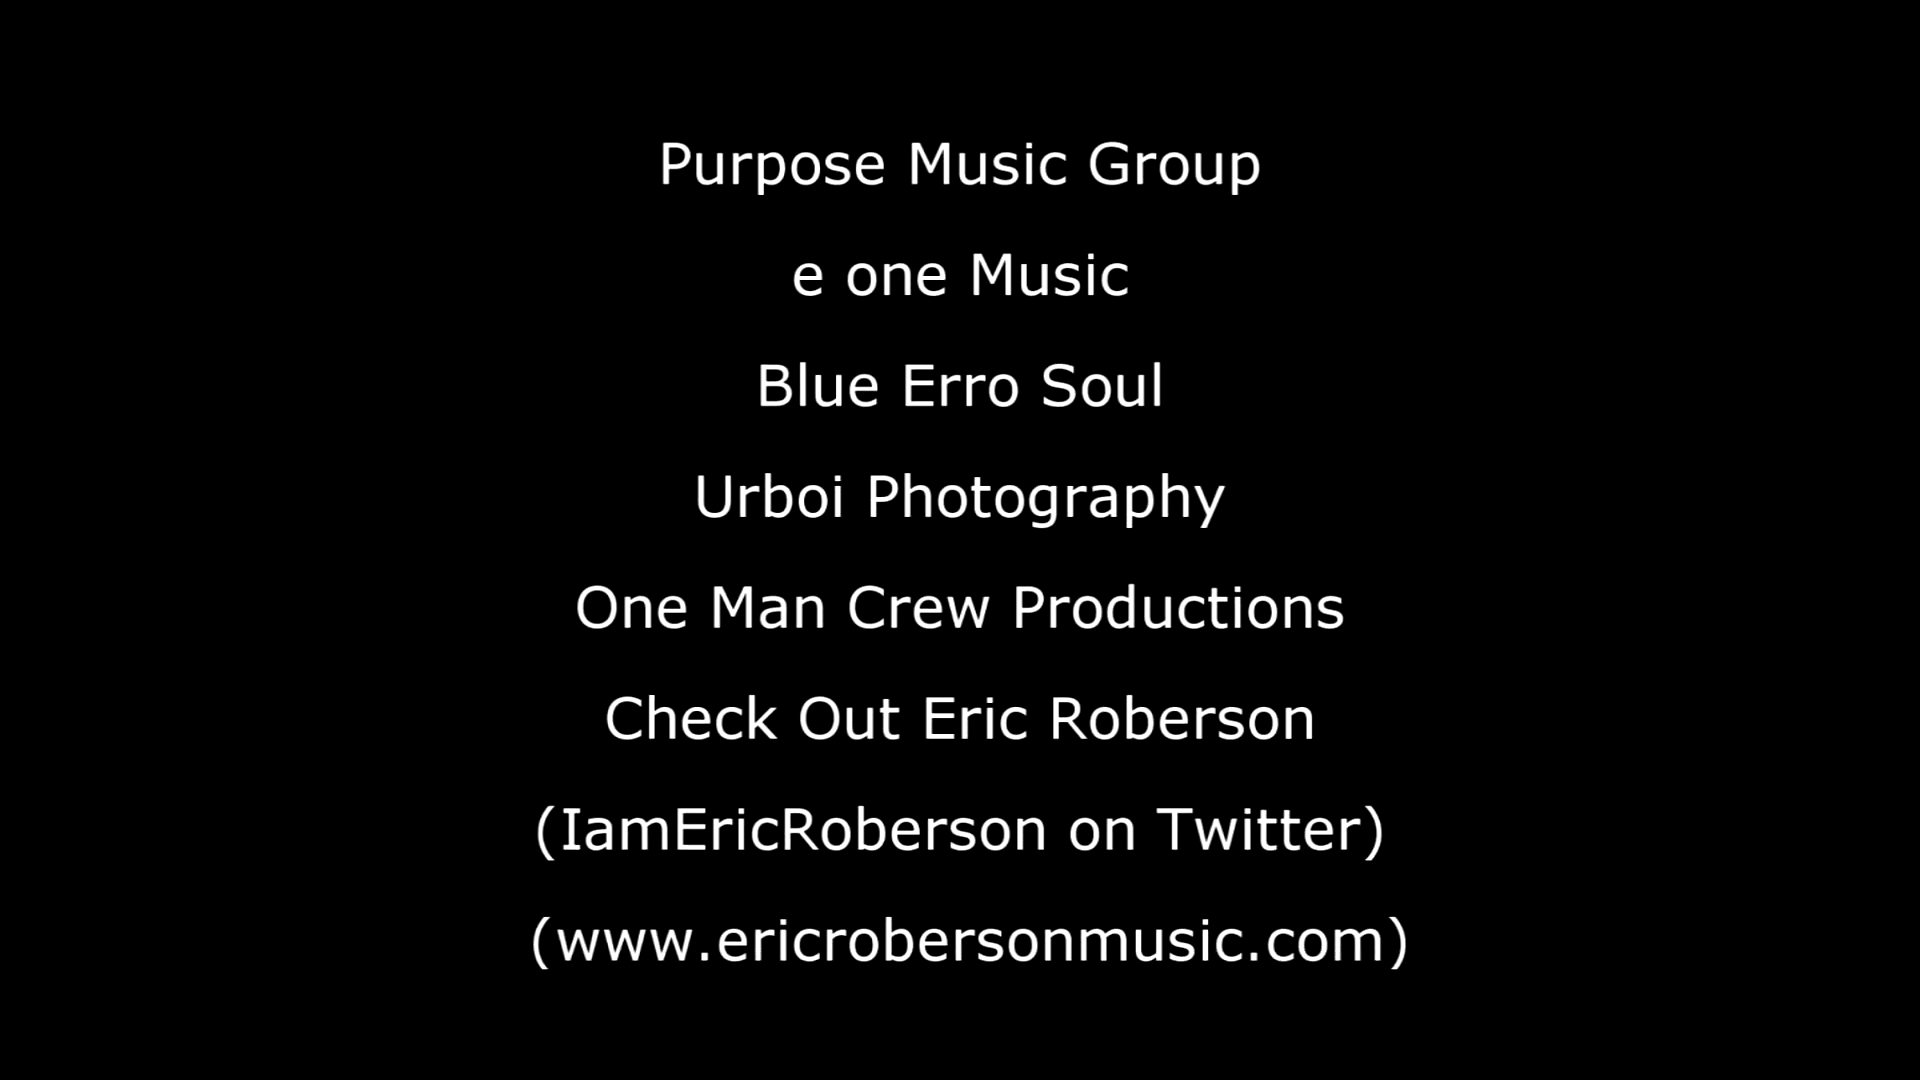 Purpose Music Group
e one Music
Blue Erro Soul
Urboi Photography
One Man Crew Productions
Check Out Eric Roberson
(IamEricRoberson on Twitter)
(www.ericrobersonmusic.com)